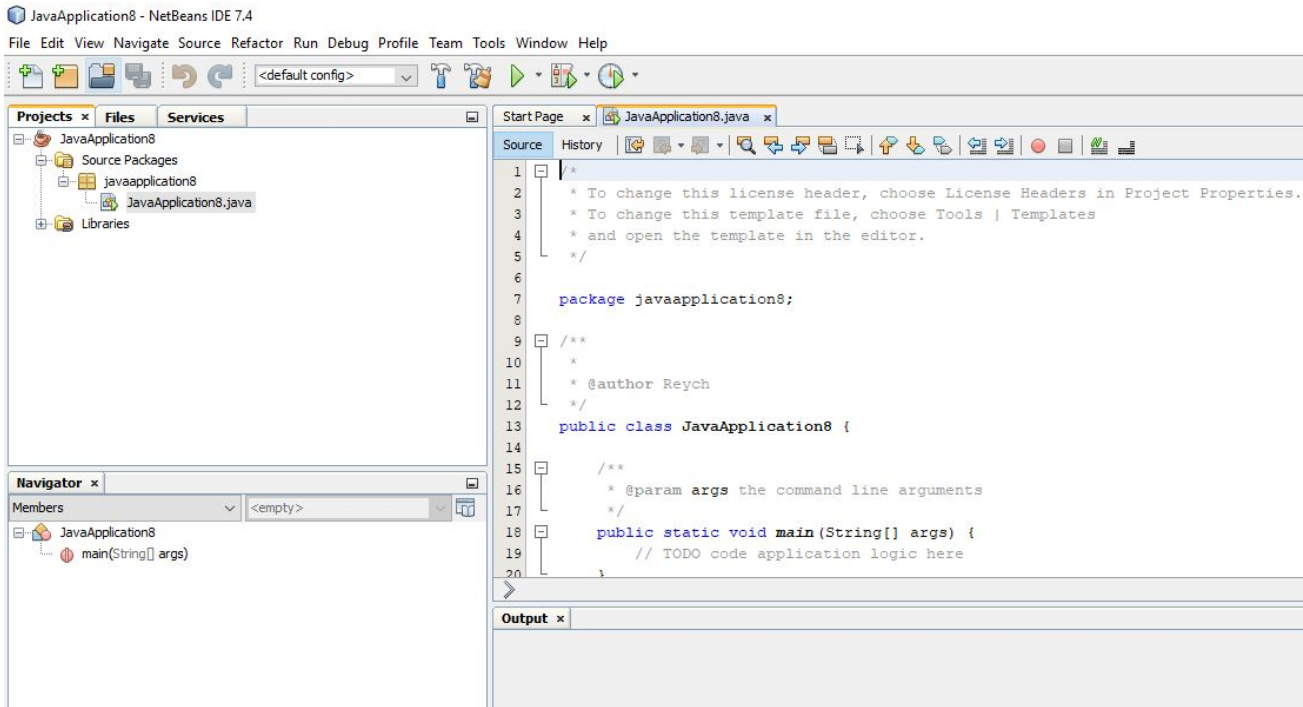 JavaApplication8 - NetBeans IDE 7.4
File Edit View Navigate Source Refactor Run Debug Profile Team Tools Window Help
<default config>
Projects Files Services
JavaApplication8
Source Packages
javaapplication8
JavaApplication8.java
Libraries
Navigator
Members <empty>
JavaApplication8
main(String[] args)
Start Page JavaApplication8.java
Source History
1 /*
2 * To change this license header, choose License Headers in Project Properties.
3 * To change this template file, choose Tools | Templates
4 * and open the template in the editor.
5 */
6
7 package javaapplication8;
8
9 /**
10 *
11 * @author Reych
12 */
13 public class JavaApplication8 {
14
15 /**
16 * @param args the command line arguments
17 */
18 public static void main(String[] args) {
19 // TODO code application logic here
20 }
Output